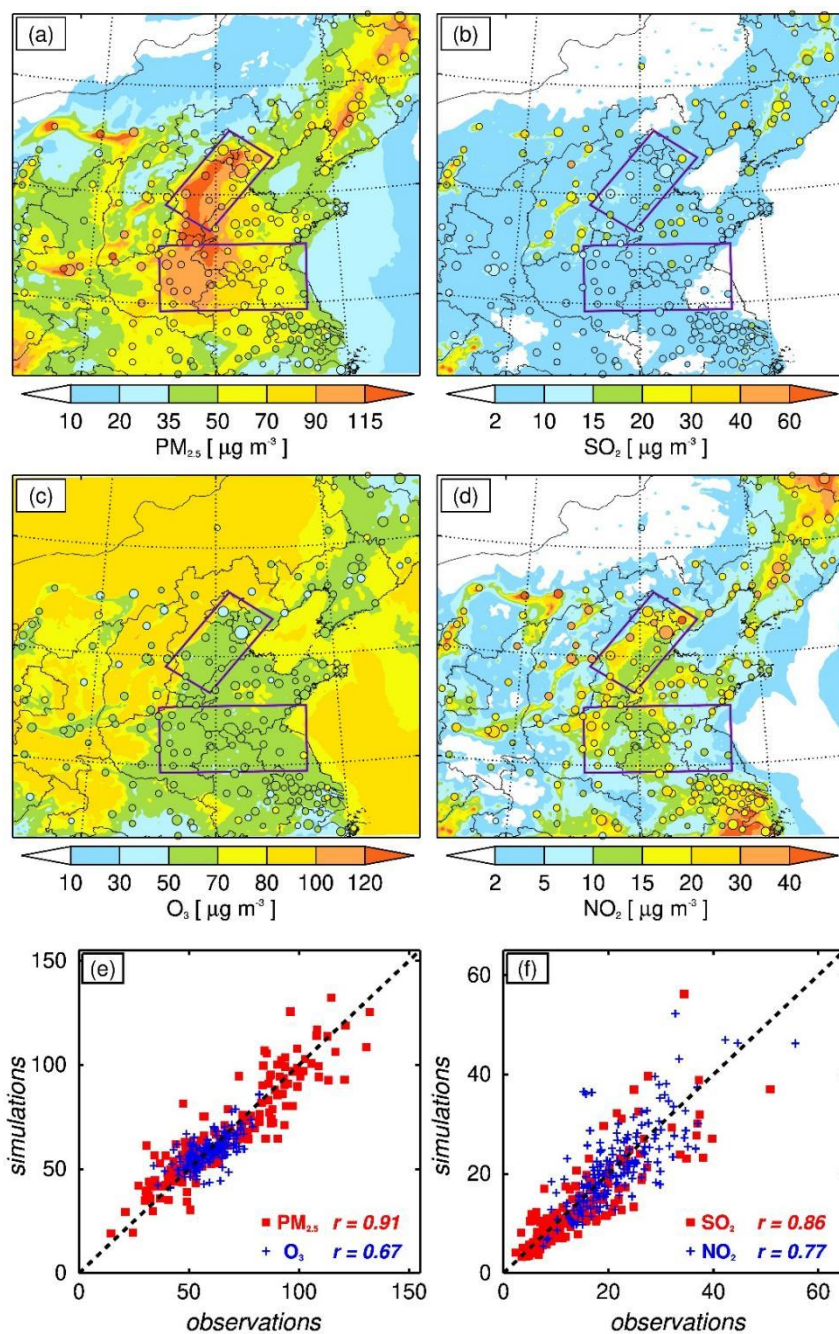 (a)
(b)
10 20 35 50 70 90 115
PM2.5 [ μg m-3 ]
2 10 15 20 30 40 60
SO2 [ μg m-3 ]
(c)
(d)
10 30 50 70 80 100 120
O3 [ μg m-3 ]
2 5 10 15 20 30 40
NO2 [ μg m-3 ]
(e)
150
100
50
0
simulations
PM2.5 r = 0.91
O3 r = 0.67
0 50 100 150
observations
(f)
60
40
20
0
simulations
SO2 r = 0.86
NO2 r = 0.77
0 20 40 60
observations